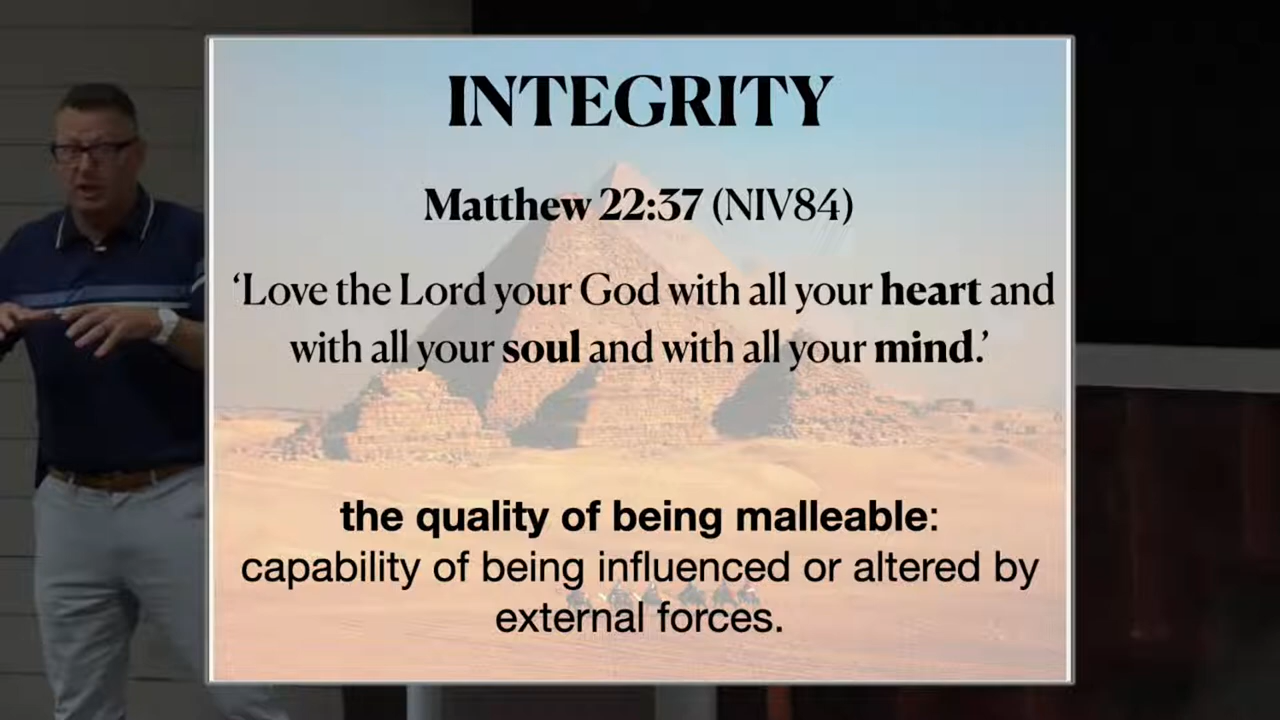 INTEGRITY
Matthew 22:37 (NIV84)
‘Love the Lord your God with all your heart and
with all your soul and with all your mind.’
the quality of being malleable:
capability of being influenced or altered by
external forces.